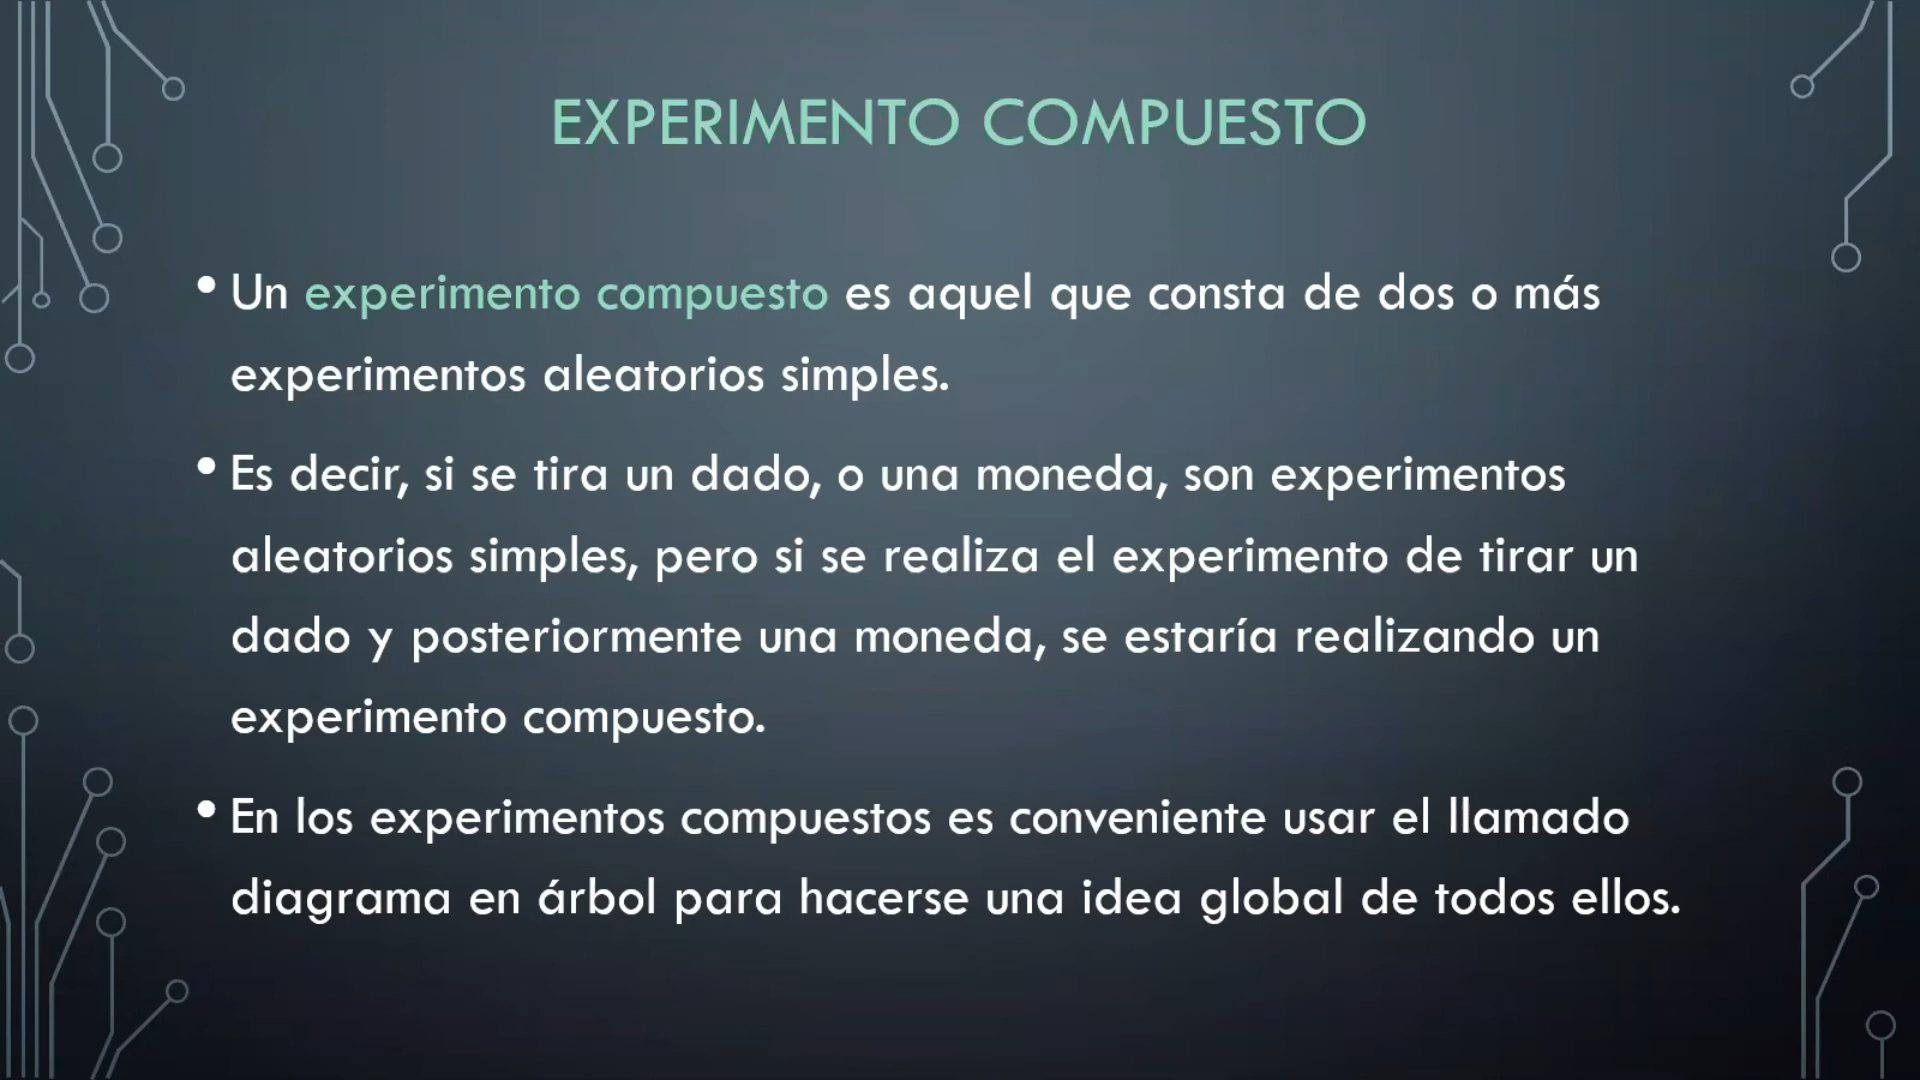 EXPERIMENTO COMPUESTO
• Un experimento compuesto es aquel que consta de dos o más
experimentos aleatorios simples.
• Es decir, si se tira un dado, o una moneda, son experimentos
aleatorios simples, pero si se realiza el experimento de tirar un
dado y posteriormente una moneda, se estaría realizando un
experimento compuesto.
• En los experimentos compuestos es conveniente usar el llamado
diagrama en árbol para hacerse una idea global de todos ellos.